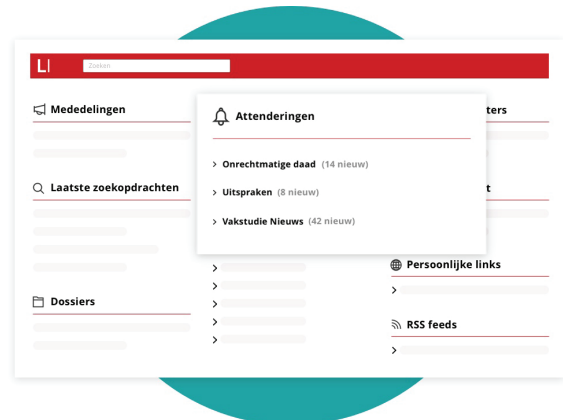 LI
Zoeken
Mededelingen
Attenderingen
ters
Onrechtmatige daad (14 nieuw)
Laatste zoekopdrachten
Uitspraken (8 nieuw)
t
Vakstudie Nieuws (42 nieuw)
Persoonlijke links
Dossiers
RSS feeds